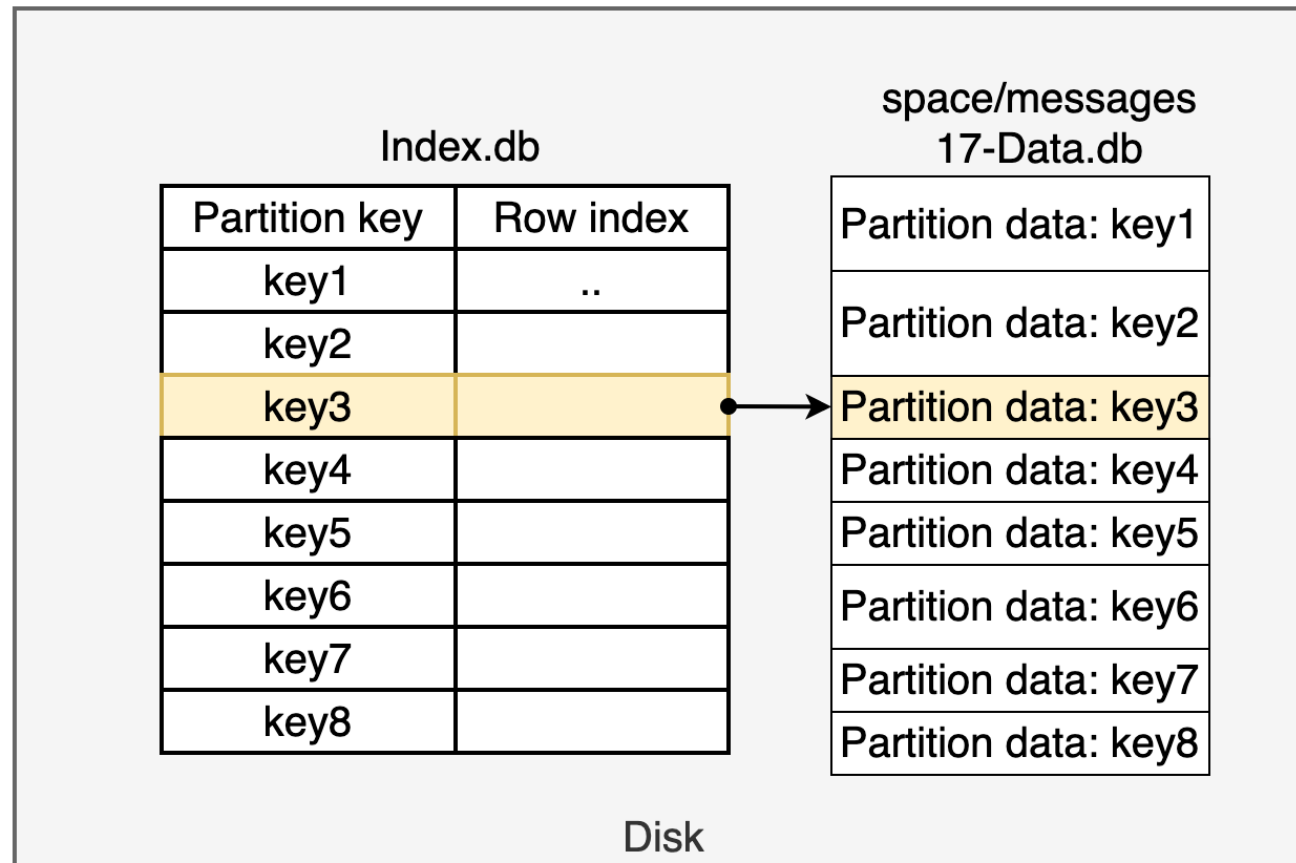 space/messages
17-Data.db
Index.db
Partition key Row index
key1 ..
key2
key3
key4
key5
key6
key7
key8
Partition data: key1
Partition data: key2
Partition data: key3
Partition data: key4
Partition data: key5
Partition data: key6
Partition data: key7
Partition data: key8
Disk